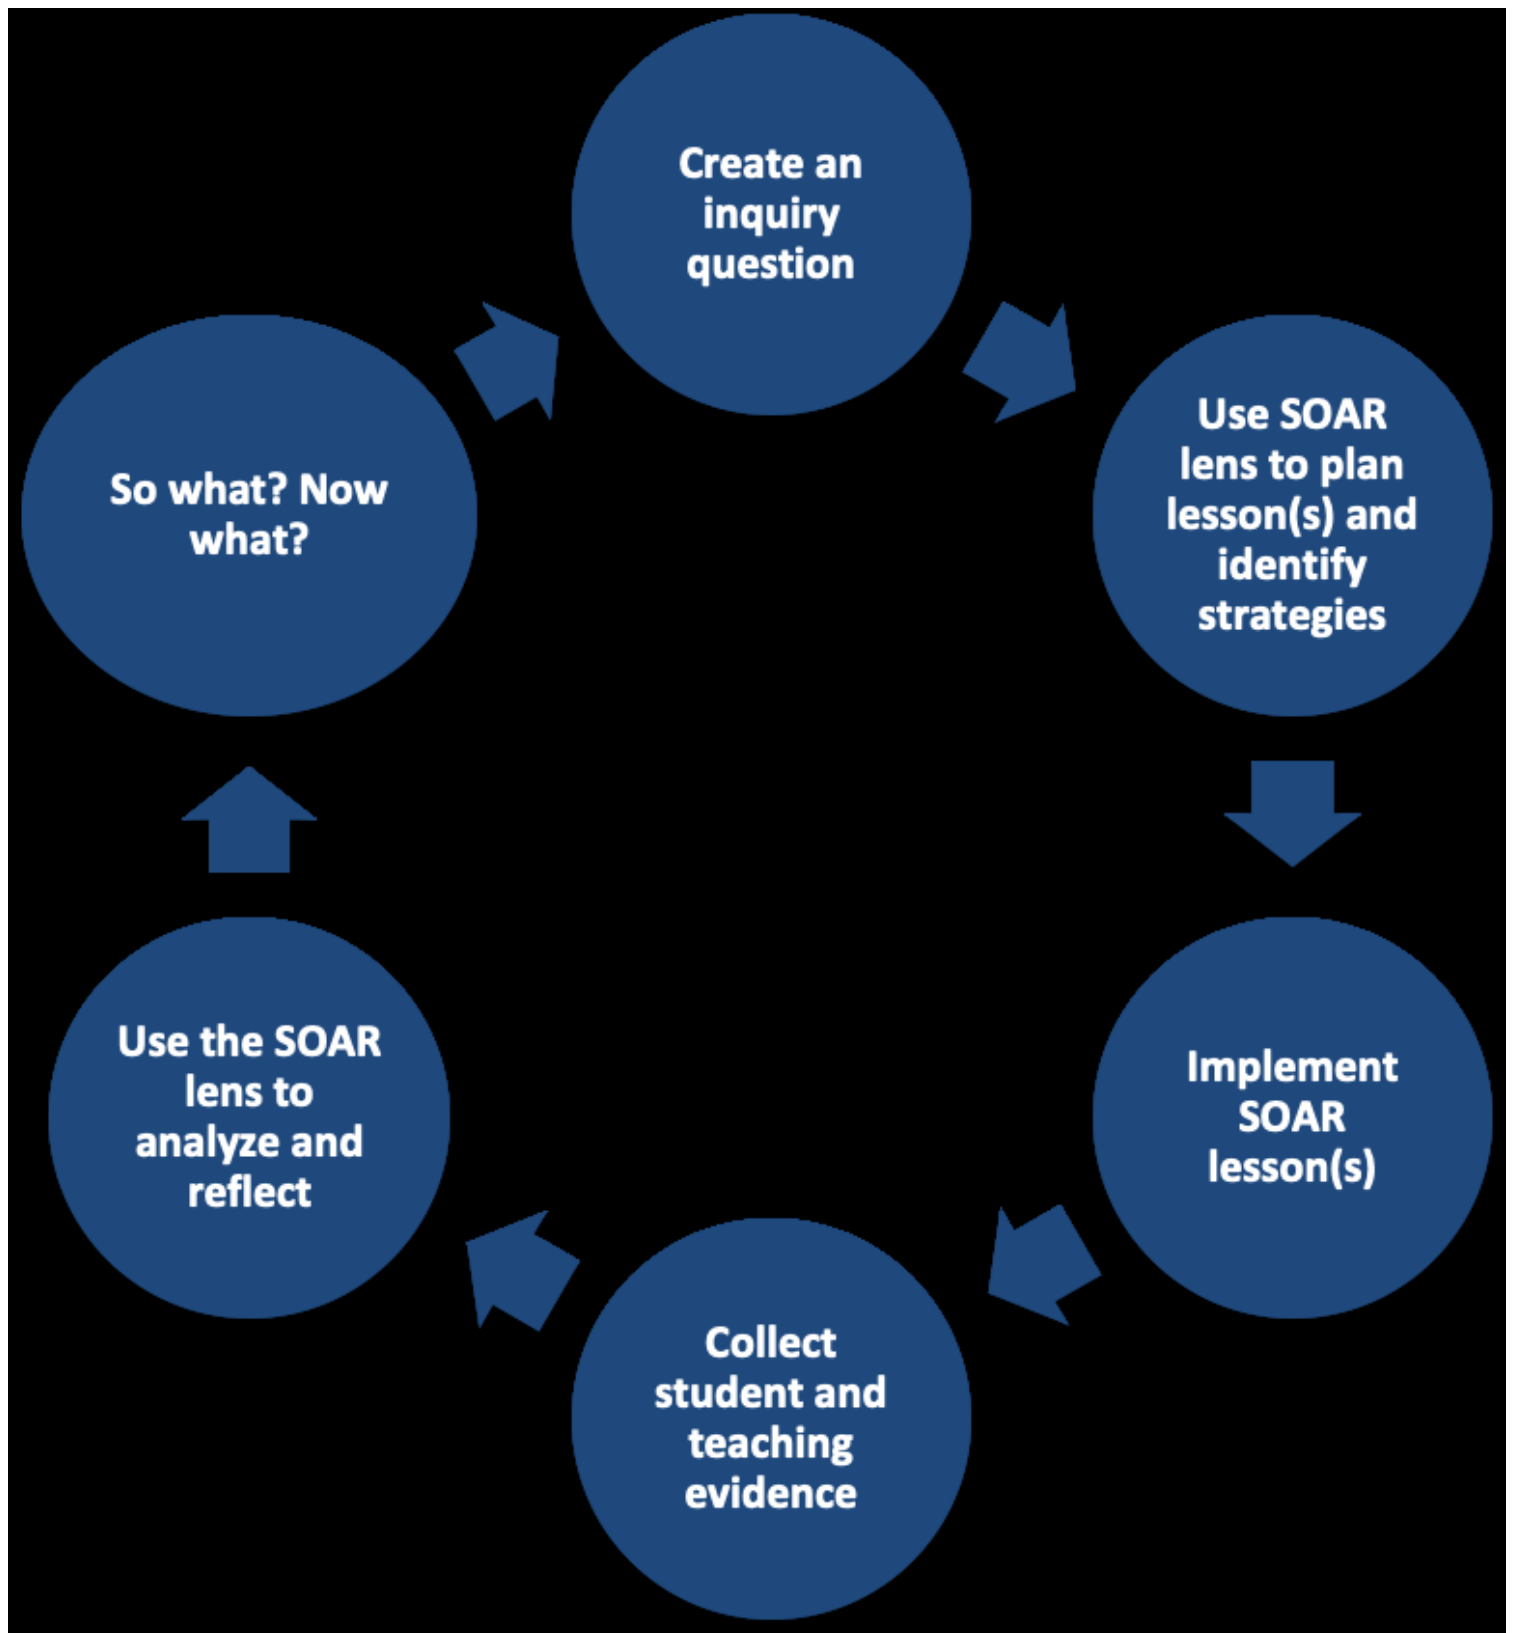 Create an
inquiry
question
Use SOAR
lens to plan
lesson(s) and
identify
strategies
Implement
SOAR
lesson(s)
Collect
student and
teaching
evidence
Use the SOAR
lens to
analyze and
reflect
So what? Now
what?